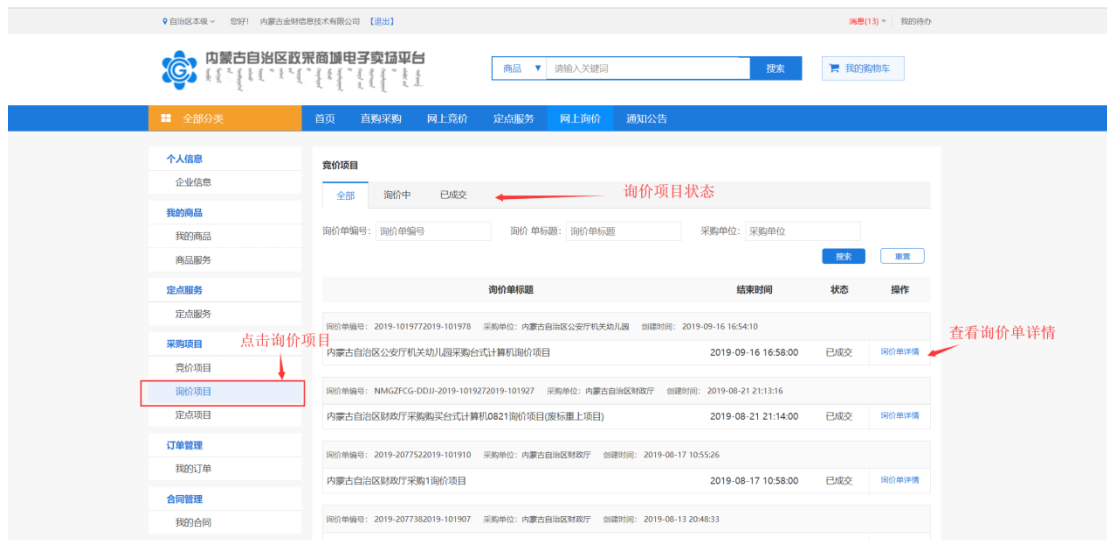 自治区本级 您好! 内蒙古金财信息技术有限公司 【退出】 消息(13) 我的待办
内蒙古自治区政采商城电子卖场平台
商品 ▼ 请输入关键词 搜索 我的购物车
全部分类 首页 直购采购 网上竞价 定点服务 网上询价 通知公告
个人信息
企业信息
我的商品
我的商品
商品服务
定点服务
定点服务
采购项目
竞价项目
询价项目
定点项目
订单管理
我的订单
合同管理
我的合同
点击询价项目
竞价项目
全部 询价中 已成交
询价项目状态
询价单编号: 询价单编号 询价 单标题: 询价单标题 采购单位: 采购单位
搜索 重置
询价单标题 结束时间 状态 操作
询价单编号: 2019-1019772019-101978 采购单位: 内蒙古自治区公安厅机关幼儿园 创建时间: 2019-09-16 16:54:10
内蒙古自治区公安厅机关幼儿园采购台式计算机询价项目 2019-09-16 16:58:00 已成交 询价单详情
查看询价单详情
询价单编号: NMGZFCG-DDJJ-2019-1019272019-101927 采购单位: 内蒙古自治区财政厅 创建时间: 2019-08-21 21:13:16
内蒙古自治区财政厅采购购买台式计算机0821询价项目(废标重上项目) 2019-08-21 21:14:00 已成交 询价单详情
询价单编号: 2019-2077522019-101910 采购单位: 内蒙古自治区财政厅 创建时间: 2019-08-17 10:55:26
内蒙古自治区财政厅采购1询价项目 2019-08-17 10:58:00 已成交 询价单详情
询价单编号: 2019-2077382019-101907 采购单位: 内蒙古自治区财政厅 创建时间: 2019-08-13 20:48:33